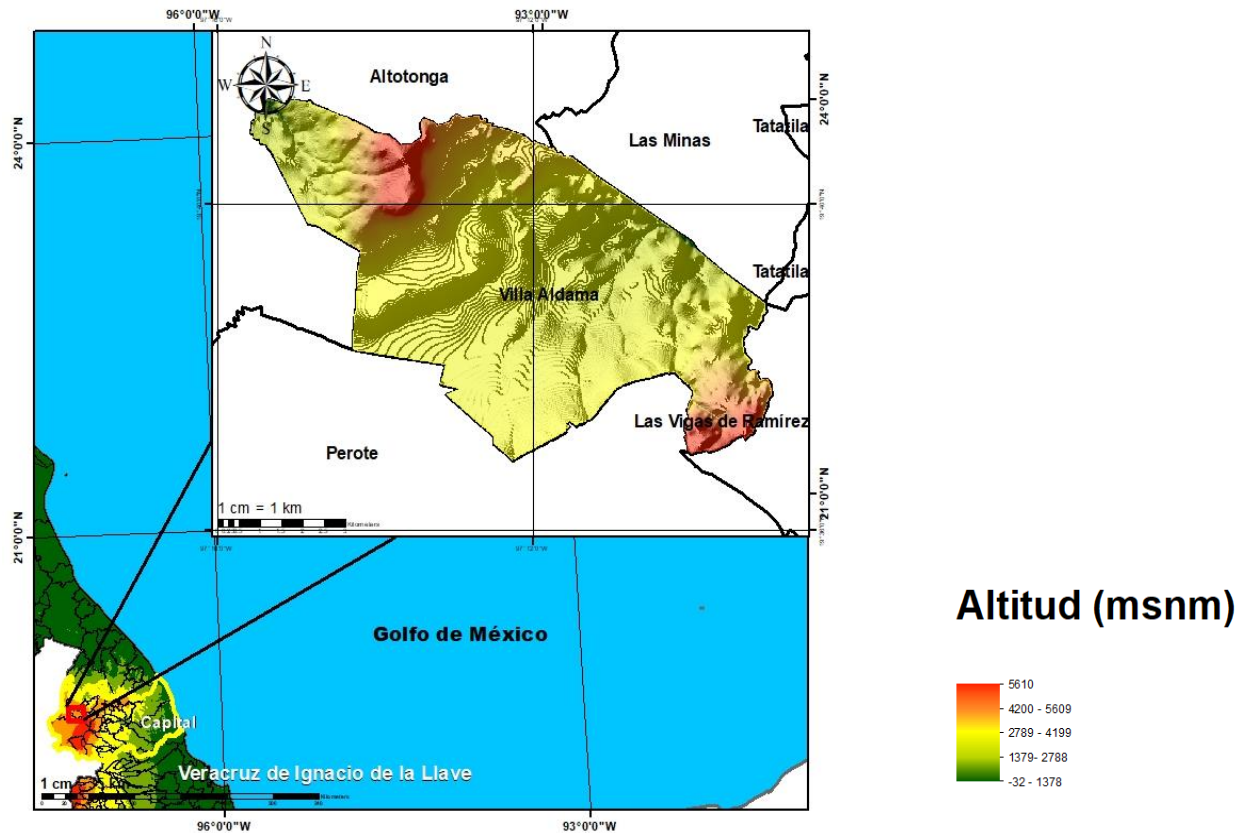 96°0'0"W
93°0'0"W
N
W
E
S
Altotonga
Las Minas
Tatatila
24°0'0"N
24°0'0"N
Tatatila
Villa Aldama
Las Vigas de Ramírez
Perote
1 cm = 1 km
Kilometers
21°0'0"N
21°0'0"N
Golfo de México
Capital
Veracruz de Ignacio de la Llave
96°0'0"W
93°0'0"W
Altitud (msnm)
5610
4200 - 5609
2789 - 4199
1379- 2788
-32 - 1378